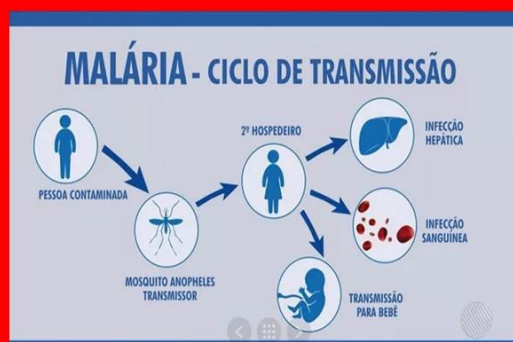 MALÁRIA - CICLO DE TRANSMISSÃO
PESSOA CONTAMINADA
MOSQUITO ANOPHELES
TRANSMISSOR
2º HOSPEDEIRO
INFECÇÃO
HEPÁTICA
INFECÇÃO
SANGUÍNEA
TRANSMISSÃO
PARA BEBÊ